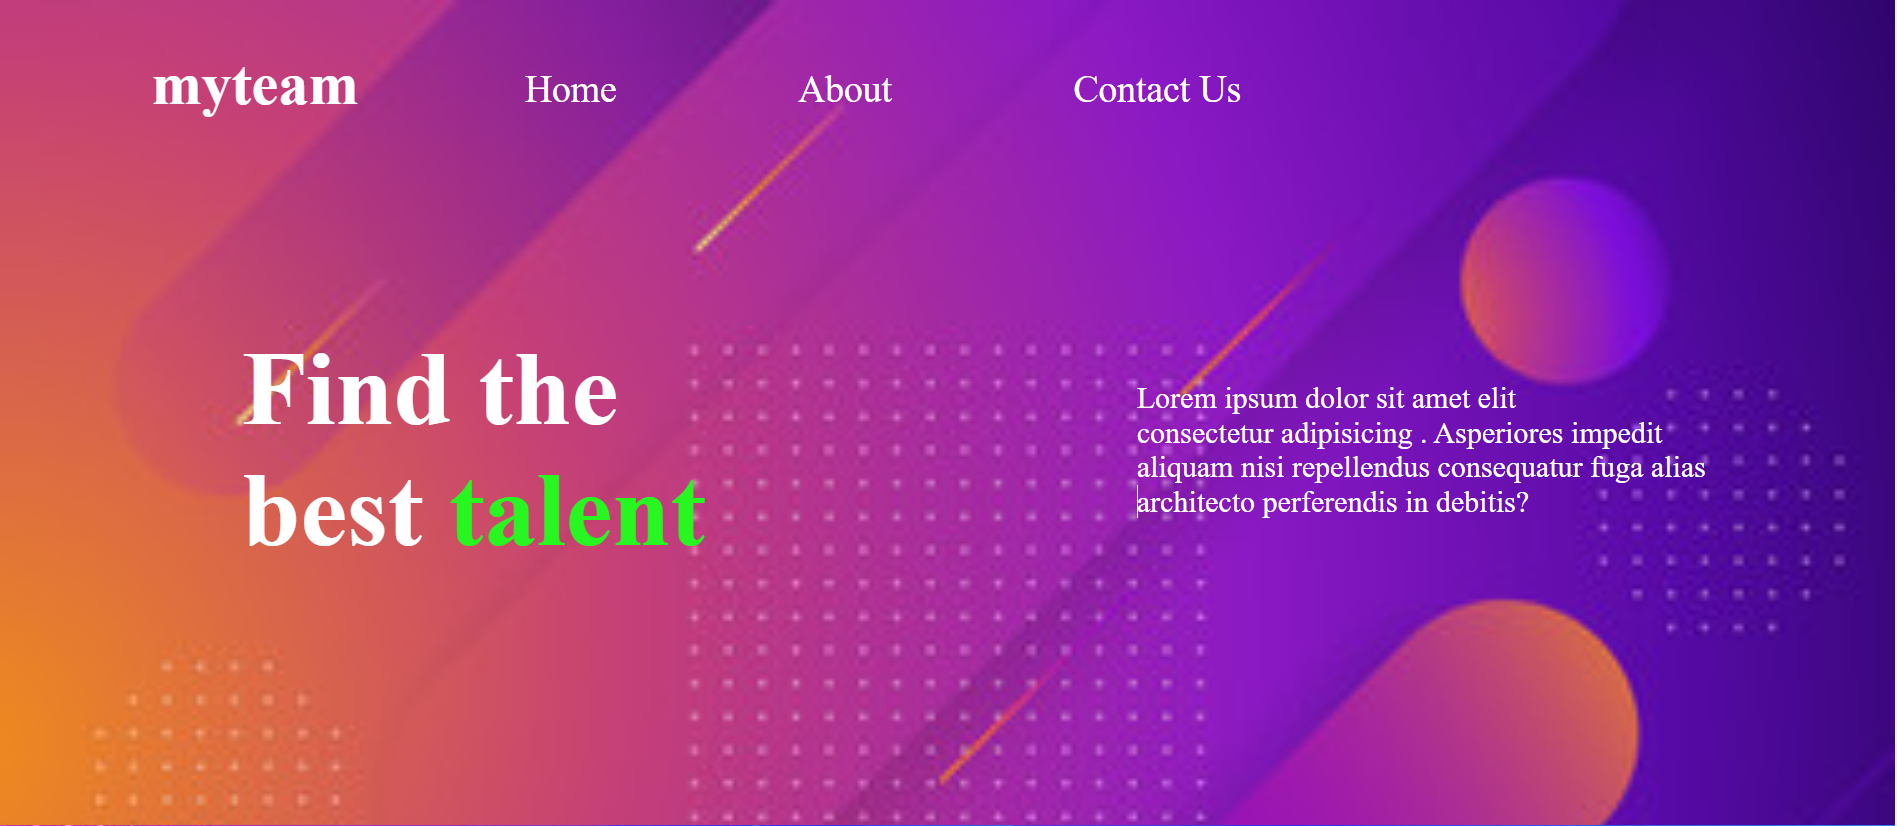 myteam Home About Contact Us
Find the
best talent
Lorem ipsum dolor sit amet elit
consectetur adipisicing . Asperiores impedit
aliquam nisi repellendus consequatur fuga alias
architecto perferendis in debitis?